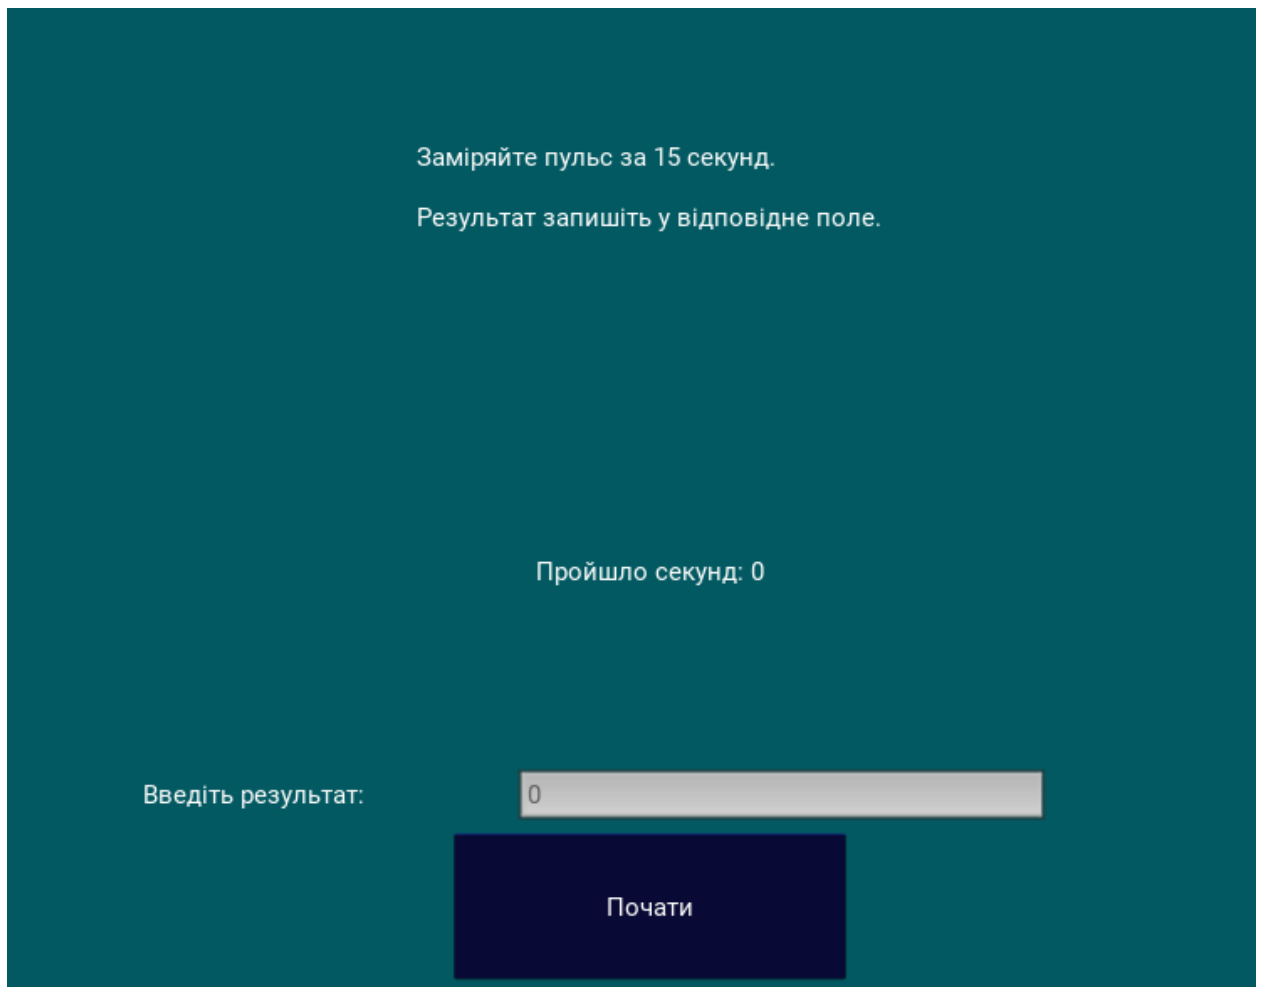 Заміряйте пульс за 15 секунд.
Результат запишіть у відповідне поле.
Пройшло секунд: 0
Введіть результат: 0
Почати